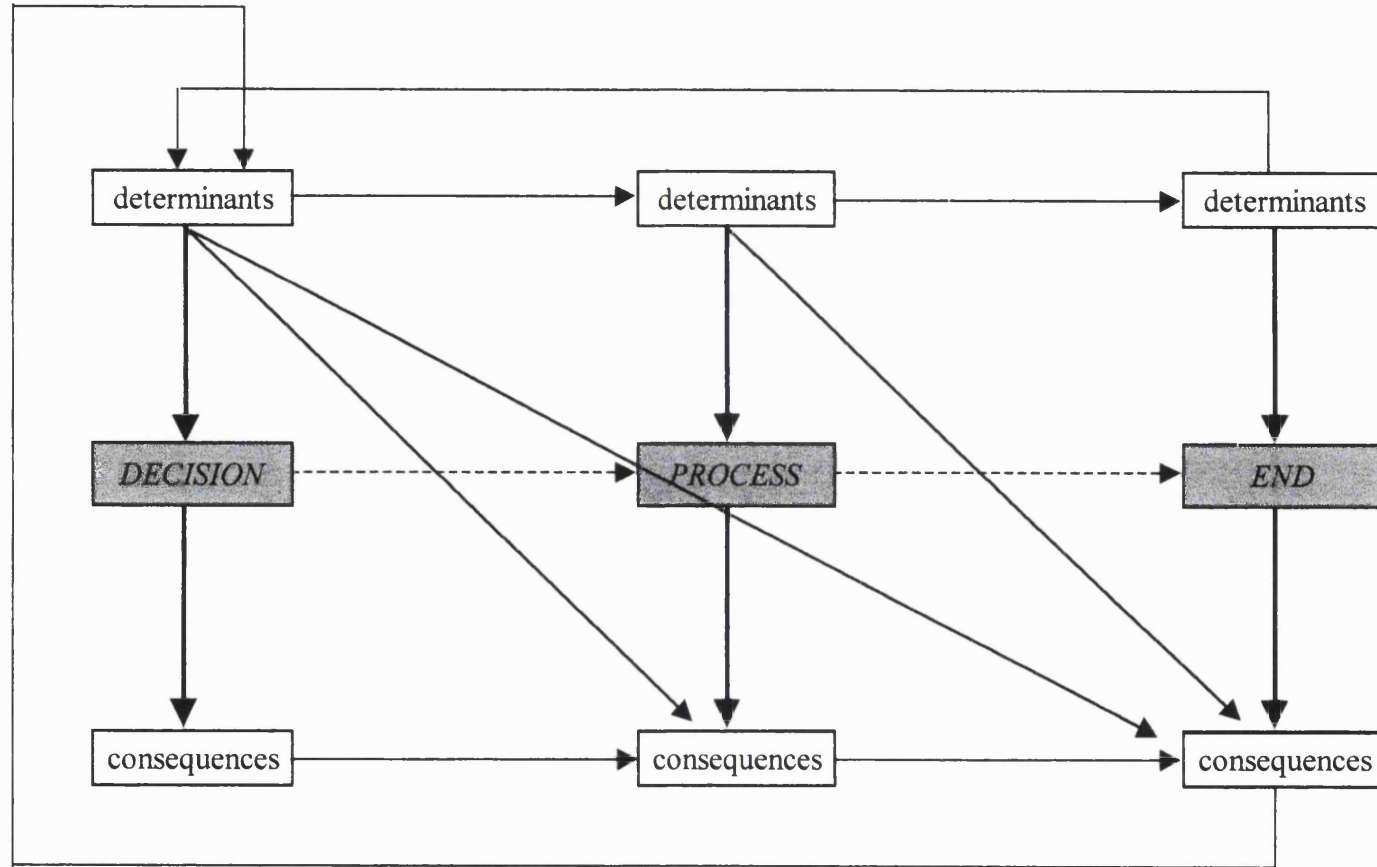 determinants
determinants
determinants
DECISION
PROCESS
END
consequences
consequences
consequences